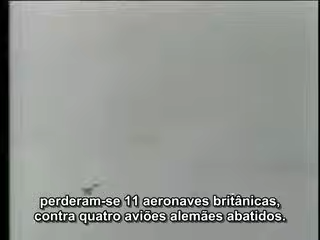 perderam-se 11 aeronaves britânicas,
contra quatro aviões alemães abatidos.